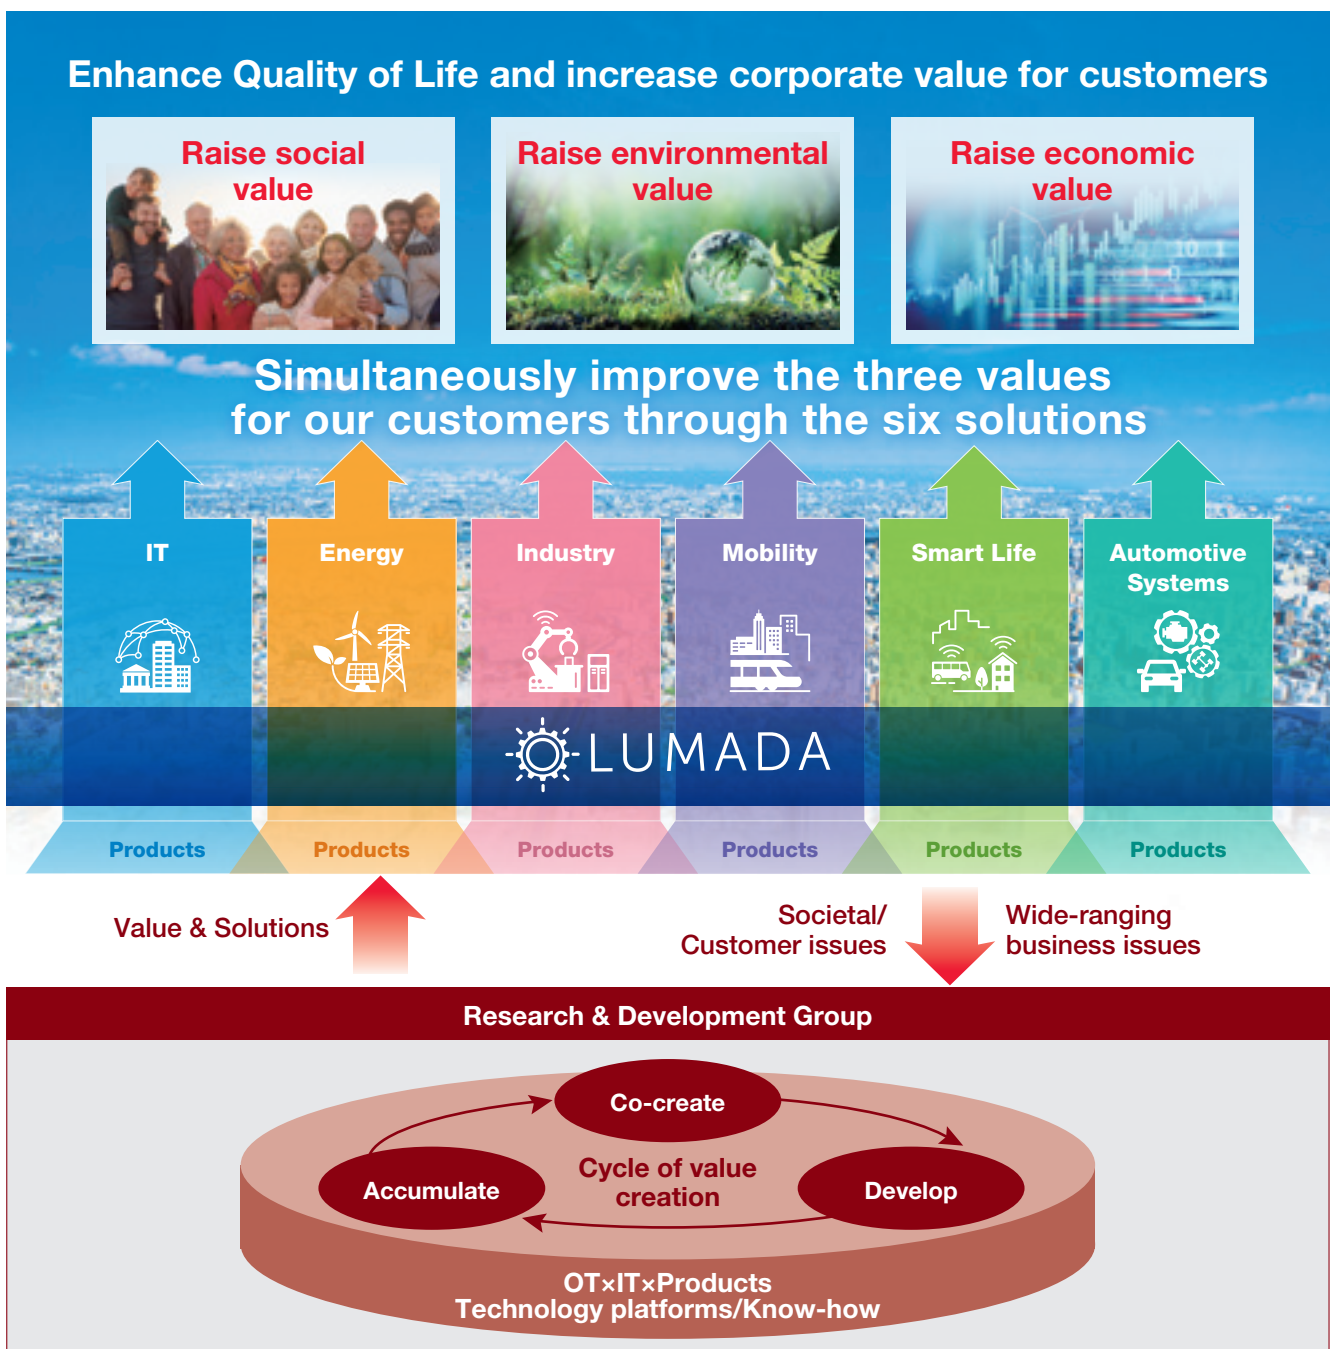 Enhance Quality of Life and increase corporate value for customers
Raise social
value
Raise environmental
value
Raise economic
value
Simultaneously improve the three values
for our customers through the six solutions
IT
Energy
Industry
Mobility
Smart Life
Automotive
Systems
LUMADA
Products
Products
Products
Products
Products
Products
Value & Solutions
Societal/
Customer issues
Wide-ranging
business issues
Research & Development Group
Co-create
Cycle of value
creation
Accumulate
Develop
OT×IT×Products
Technology platforms/Know-how